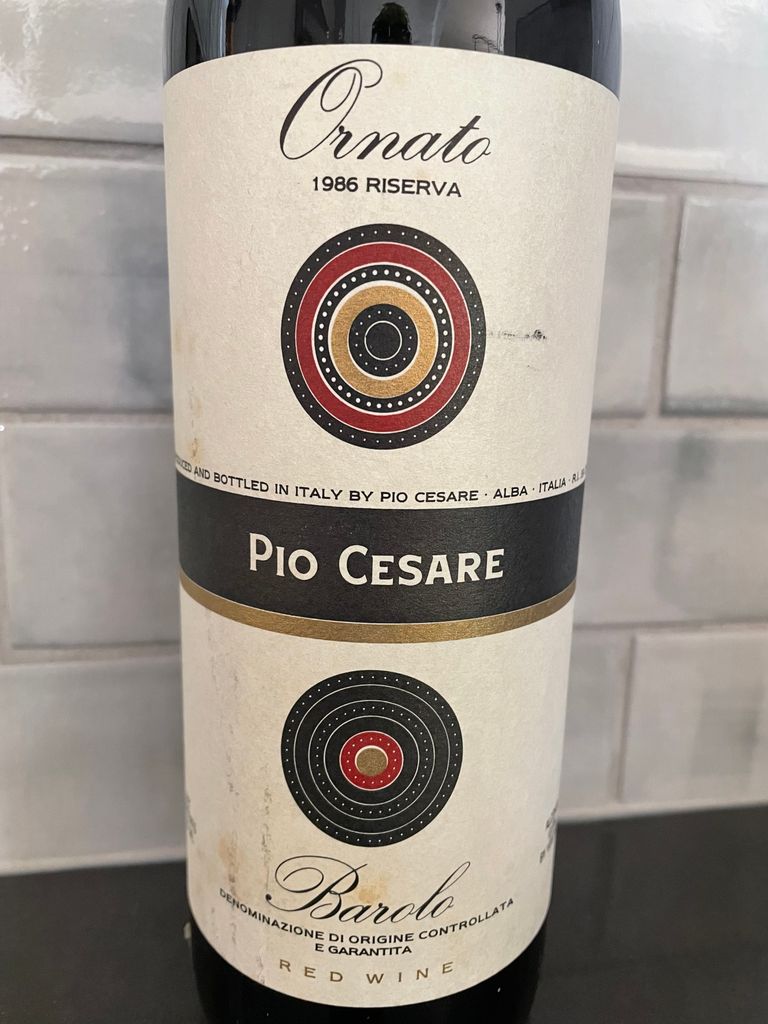 Ornato
1986 RISERVA
AND BOTTLED IN ITALY BY PIO CESARE · ALBA · ITALIA ·
PIO CESARE
Barolo
DENOMINAZIONE DI ORIGINE CONTROLLATA
E GARANTITA
RED WINE